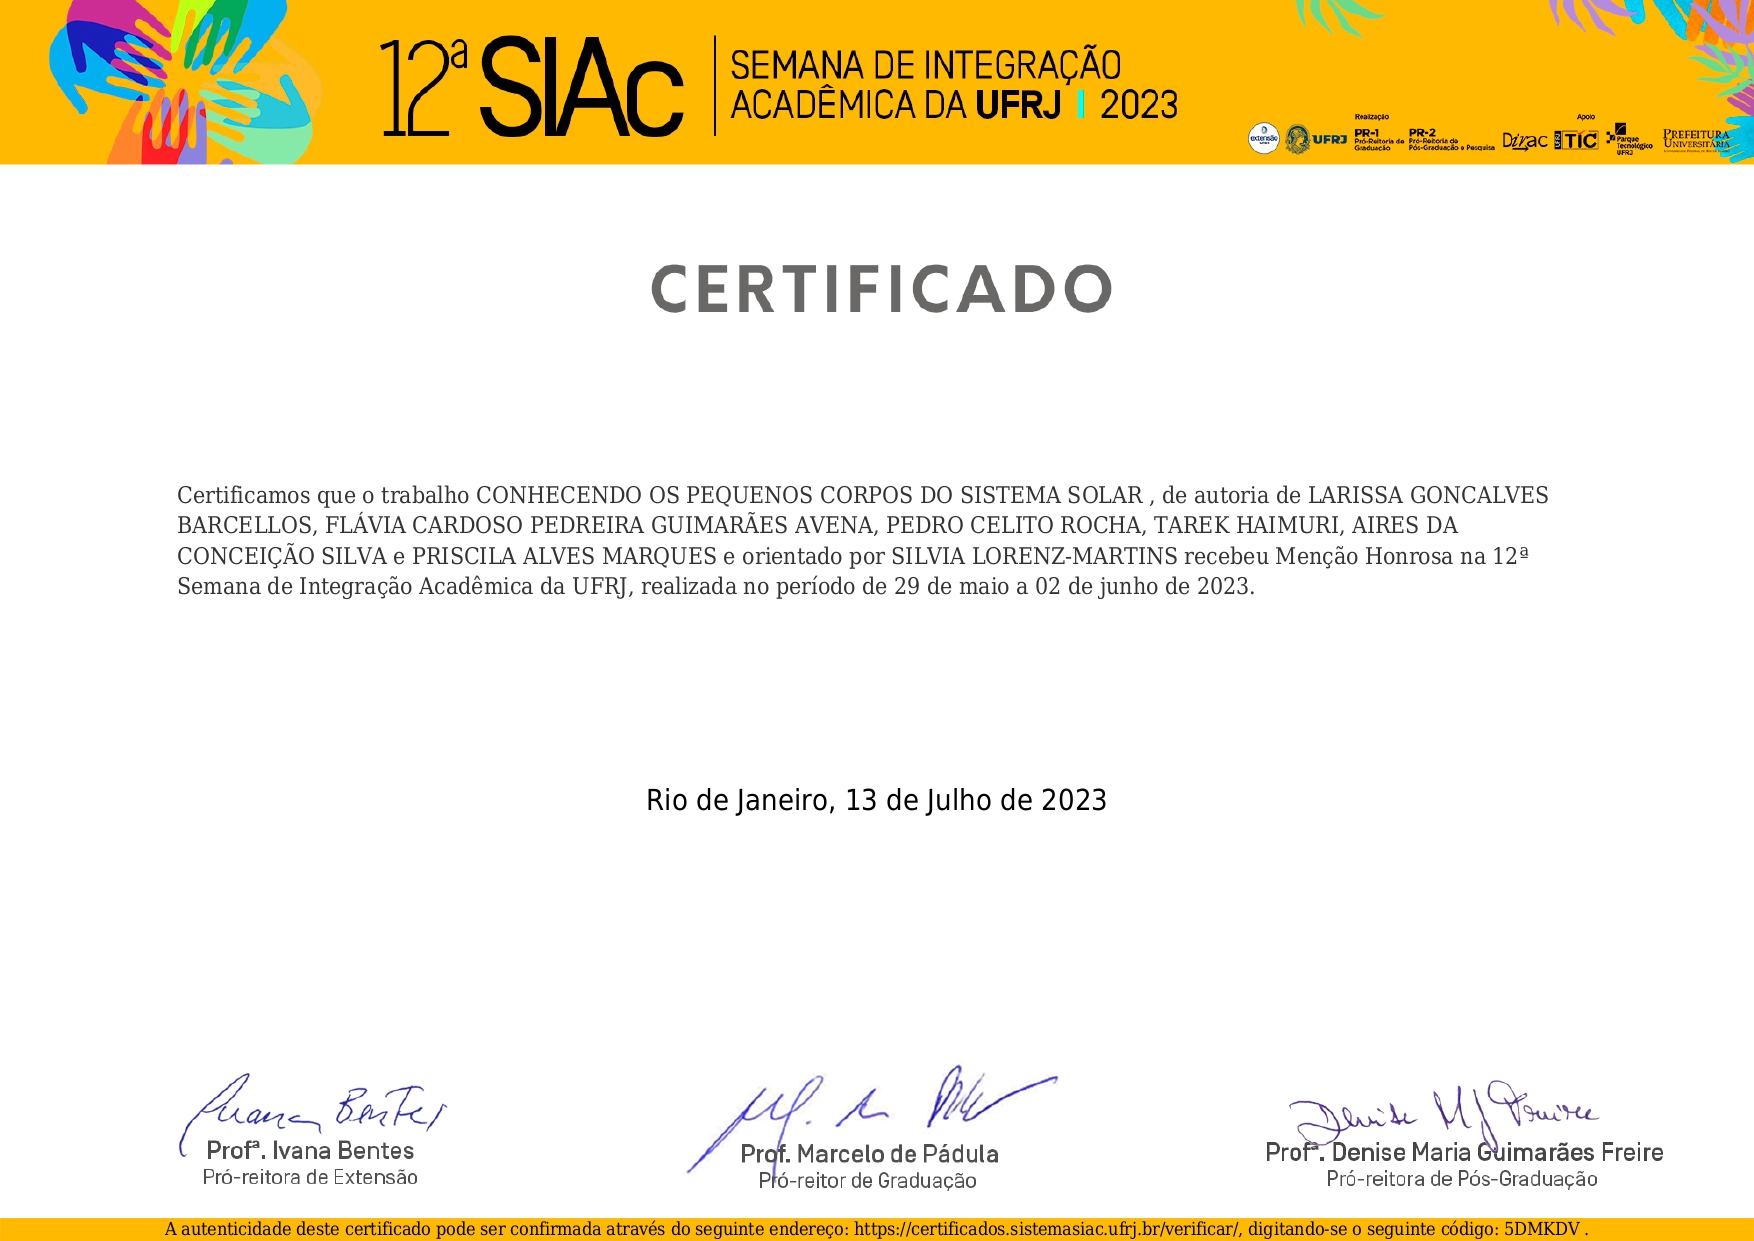 12ª SIAc
SEMANA DE INTEGRAÇÃO
ACADÊMICA DA UFRJ | 2023
Realização
Apoio
extensão
UFRJ
PR-1
Pró-Reitoria de
Graduação
PR-2
Pró-Reitoria de
Pós-Graduação e Pesquisa
Dirac
TIC
Parque
Tecnológico
UFRJ
PREFEITURA
UNIVERSITÁRIA
CERTIFICADO
Certificamos que o trabalho CONHECENDO OS PEQUENOS CORPOS DO SISTEMA SOLAR , de autoria de LARISSA GONCALVES
BARCELLOS, FLÁVIA CARDOSO PEDREIRA GUIMARÃES AVENA, PEDRO CELITO ROCHA, TAREK HAIMURI, AIRES DA
CONCEIÇÃO SILVA e PRISCILA ALVES MARQUES e orientado por SILVIA LORENZ-MARTINS recebeu Menção Honrosa na 12ª
Semana de Integração Acadêmica da UFRJ, realizada no período de 29 de maio a 02 de junho de 2023.
Rio de Janeiro, 13 de Julho de 2023
Profª. Ivana Bentes
Pró-reitora de Extensão
Prof. Marcelo de Pádula
Pró-reitor de Graduação
Profª. Denise Maria Guimarães Freire
Pró-reitora de Pós-Graduação
A autenticidade deste certificado pode ser confirmada através do seguinte endereço: https://certificados.sistemasiac.ufrj.br/verificar/, digitando-se o seguinte código: 5DMKDV .